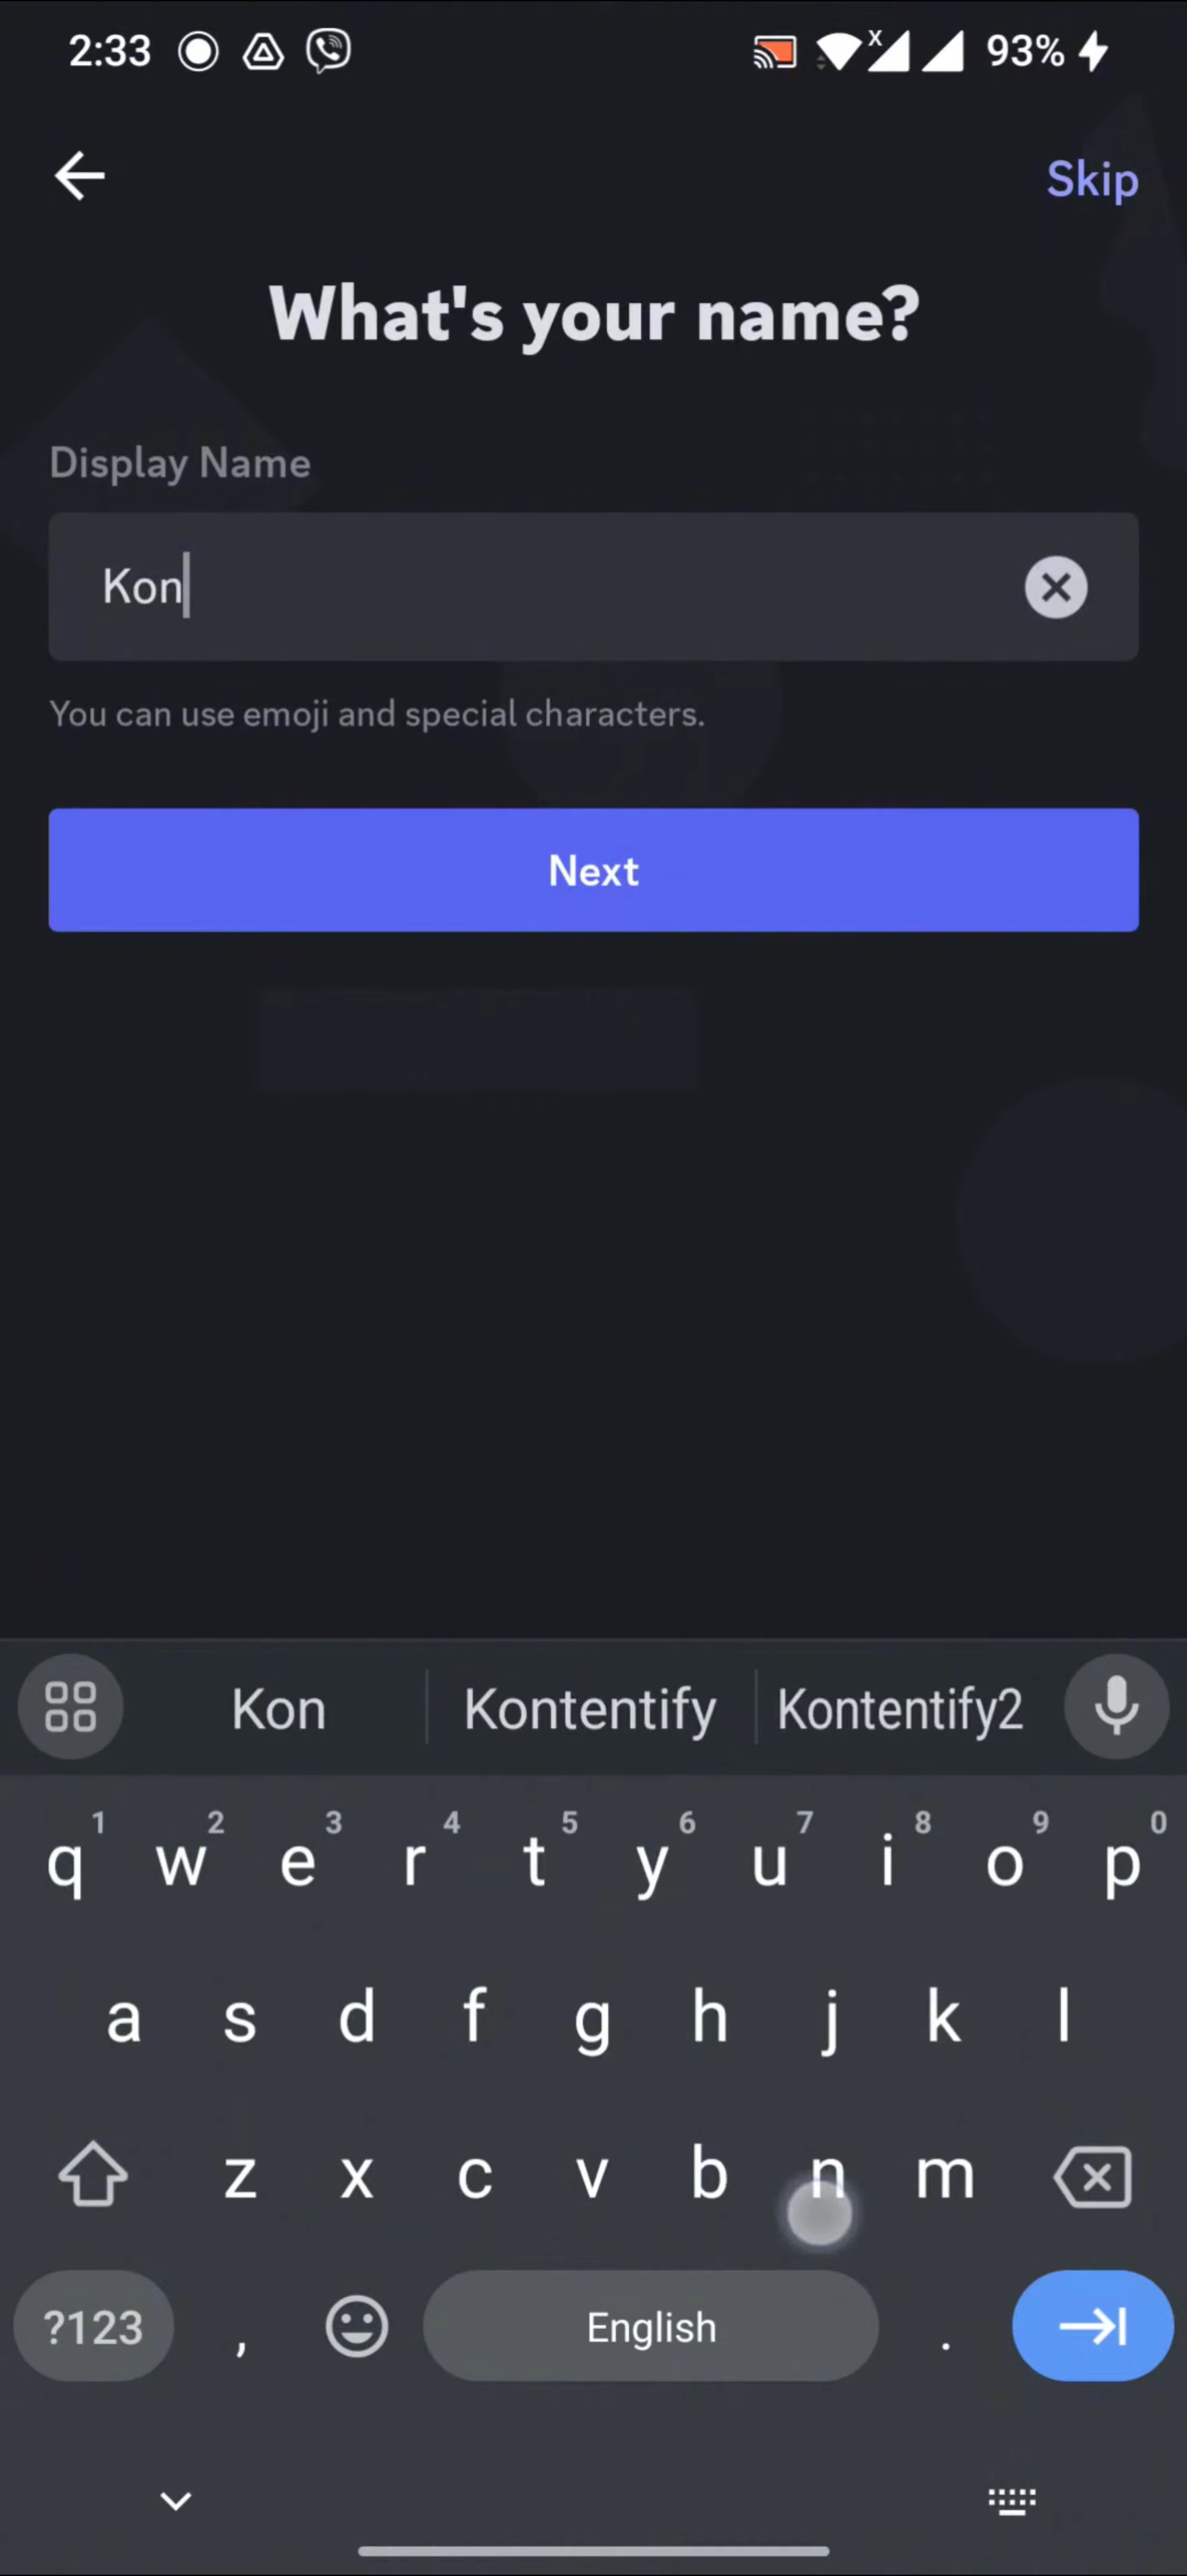 2:33 x 93%
Skip
What's your name?
Display Name
Kon
You can use emoji and special characters.
Next
Kon Kontentify Kontentify2
1 2 3 4 5 6 7 8 9 0
q w e r t y u i o p
a s d f g h j k l
z x c v b n m
?123 , English .